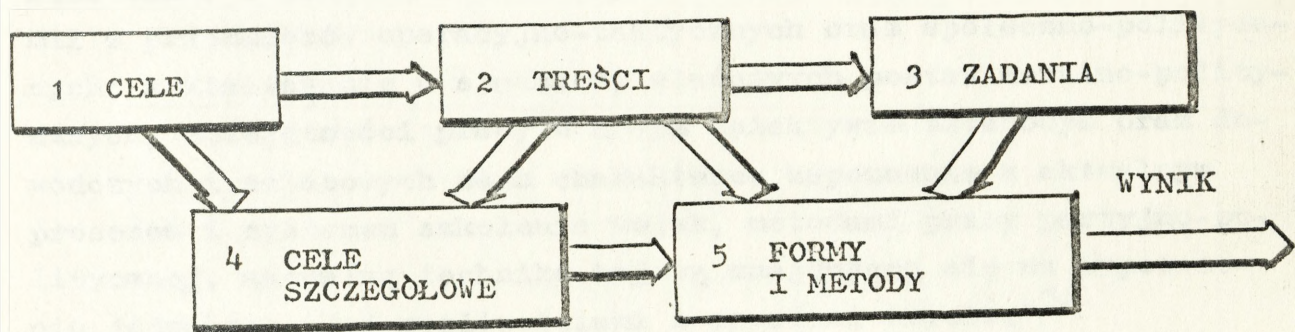 1 CELE
2 TREŚCI
3 ZADANIA
WYNIK
4 CELE
SZCZEGÓŁOWE
5 FORMY
I METODY